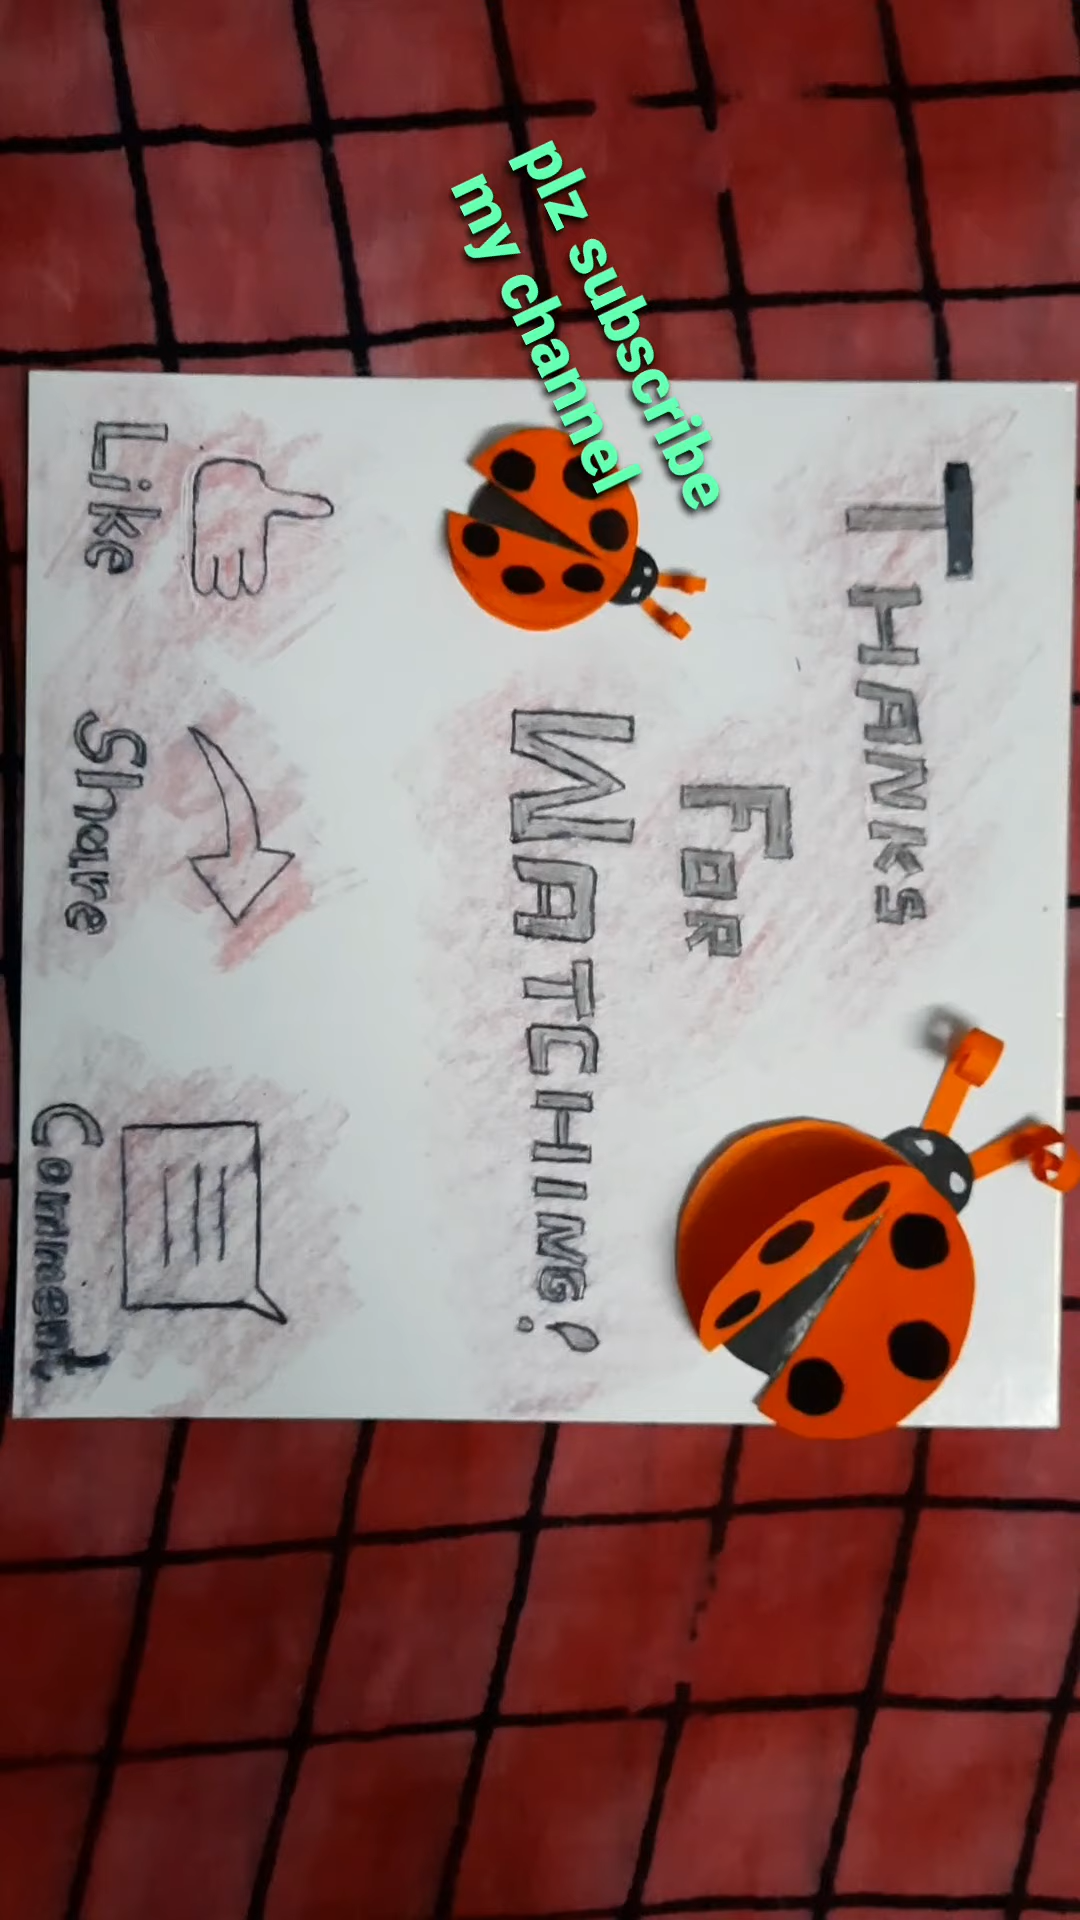 plz subscribe
my channel
THANKS
FOR
WATCHING!
Like
Share
Comment